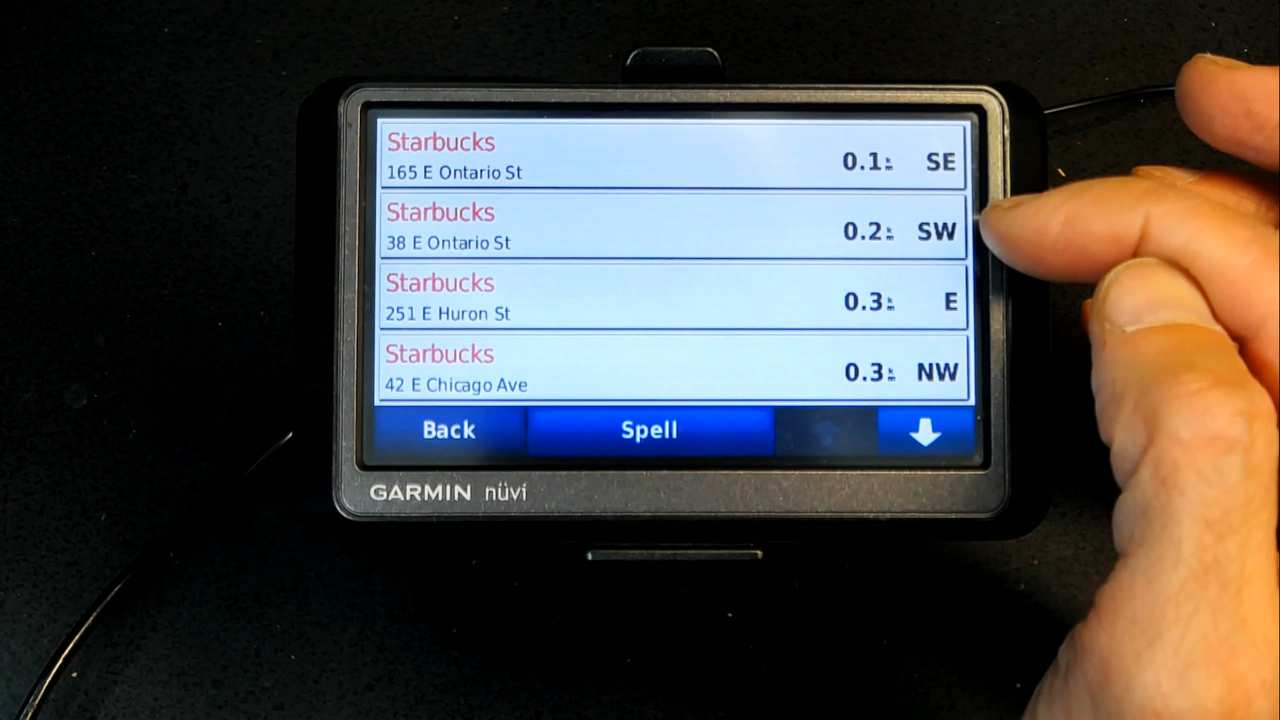 Starbucks
165 E Ontario St
0.1 SE
Starbucks
38 E Ontario St
0.2 SW
Starbucks
251 E Huron St
0.3 E
Starbucks
42 E Chicago Ave
0.3 NW
Back Spell
GARMIN nüvi